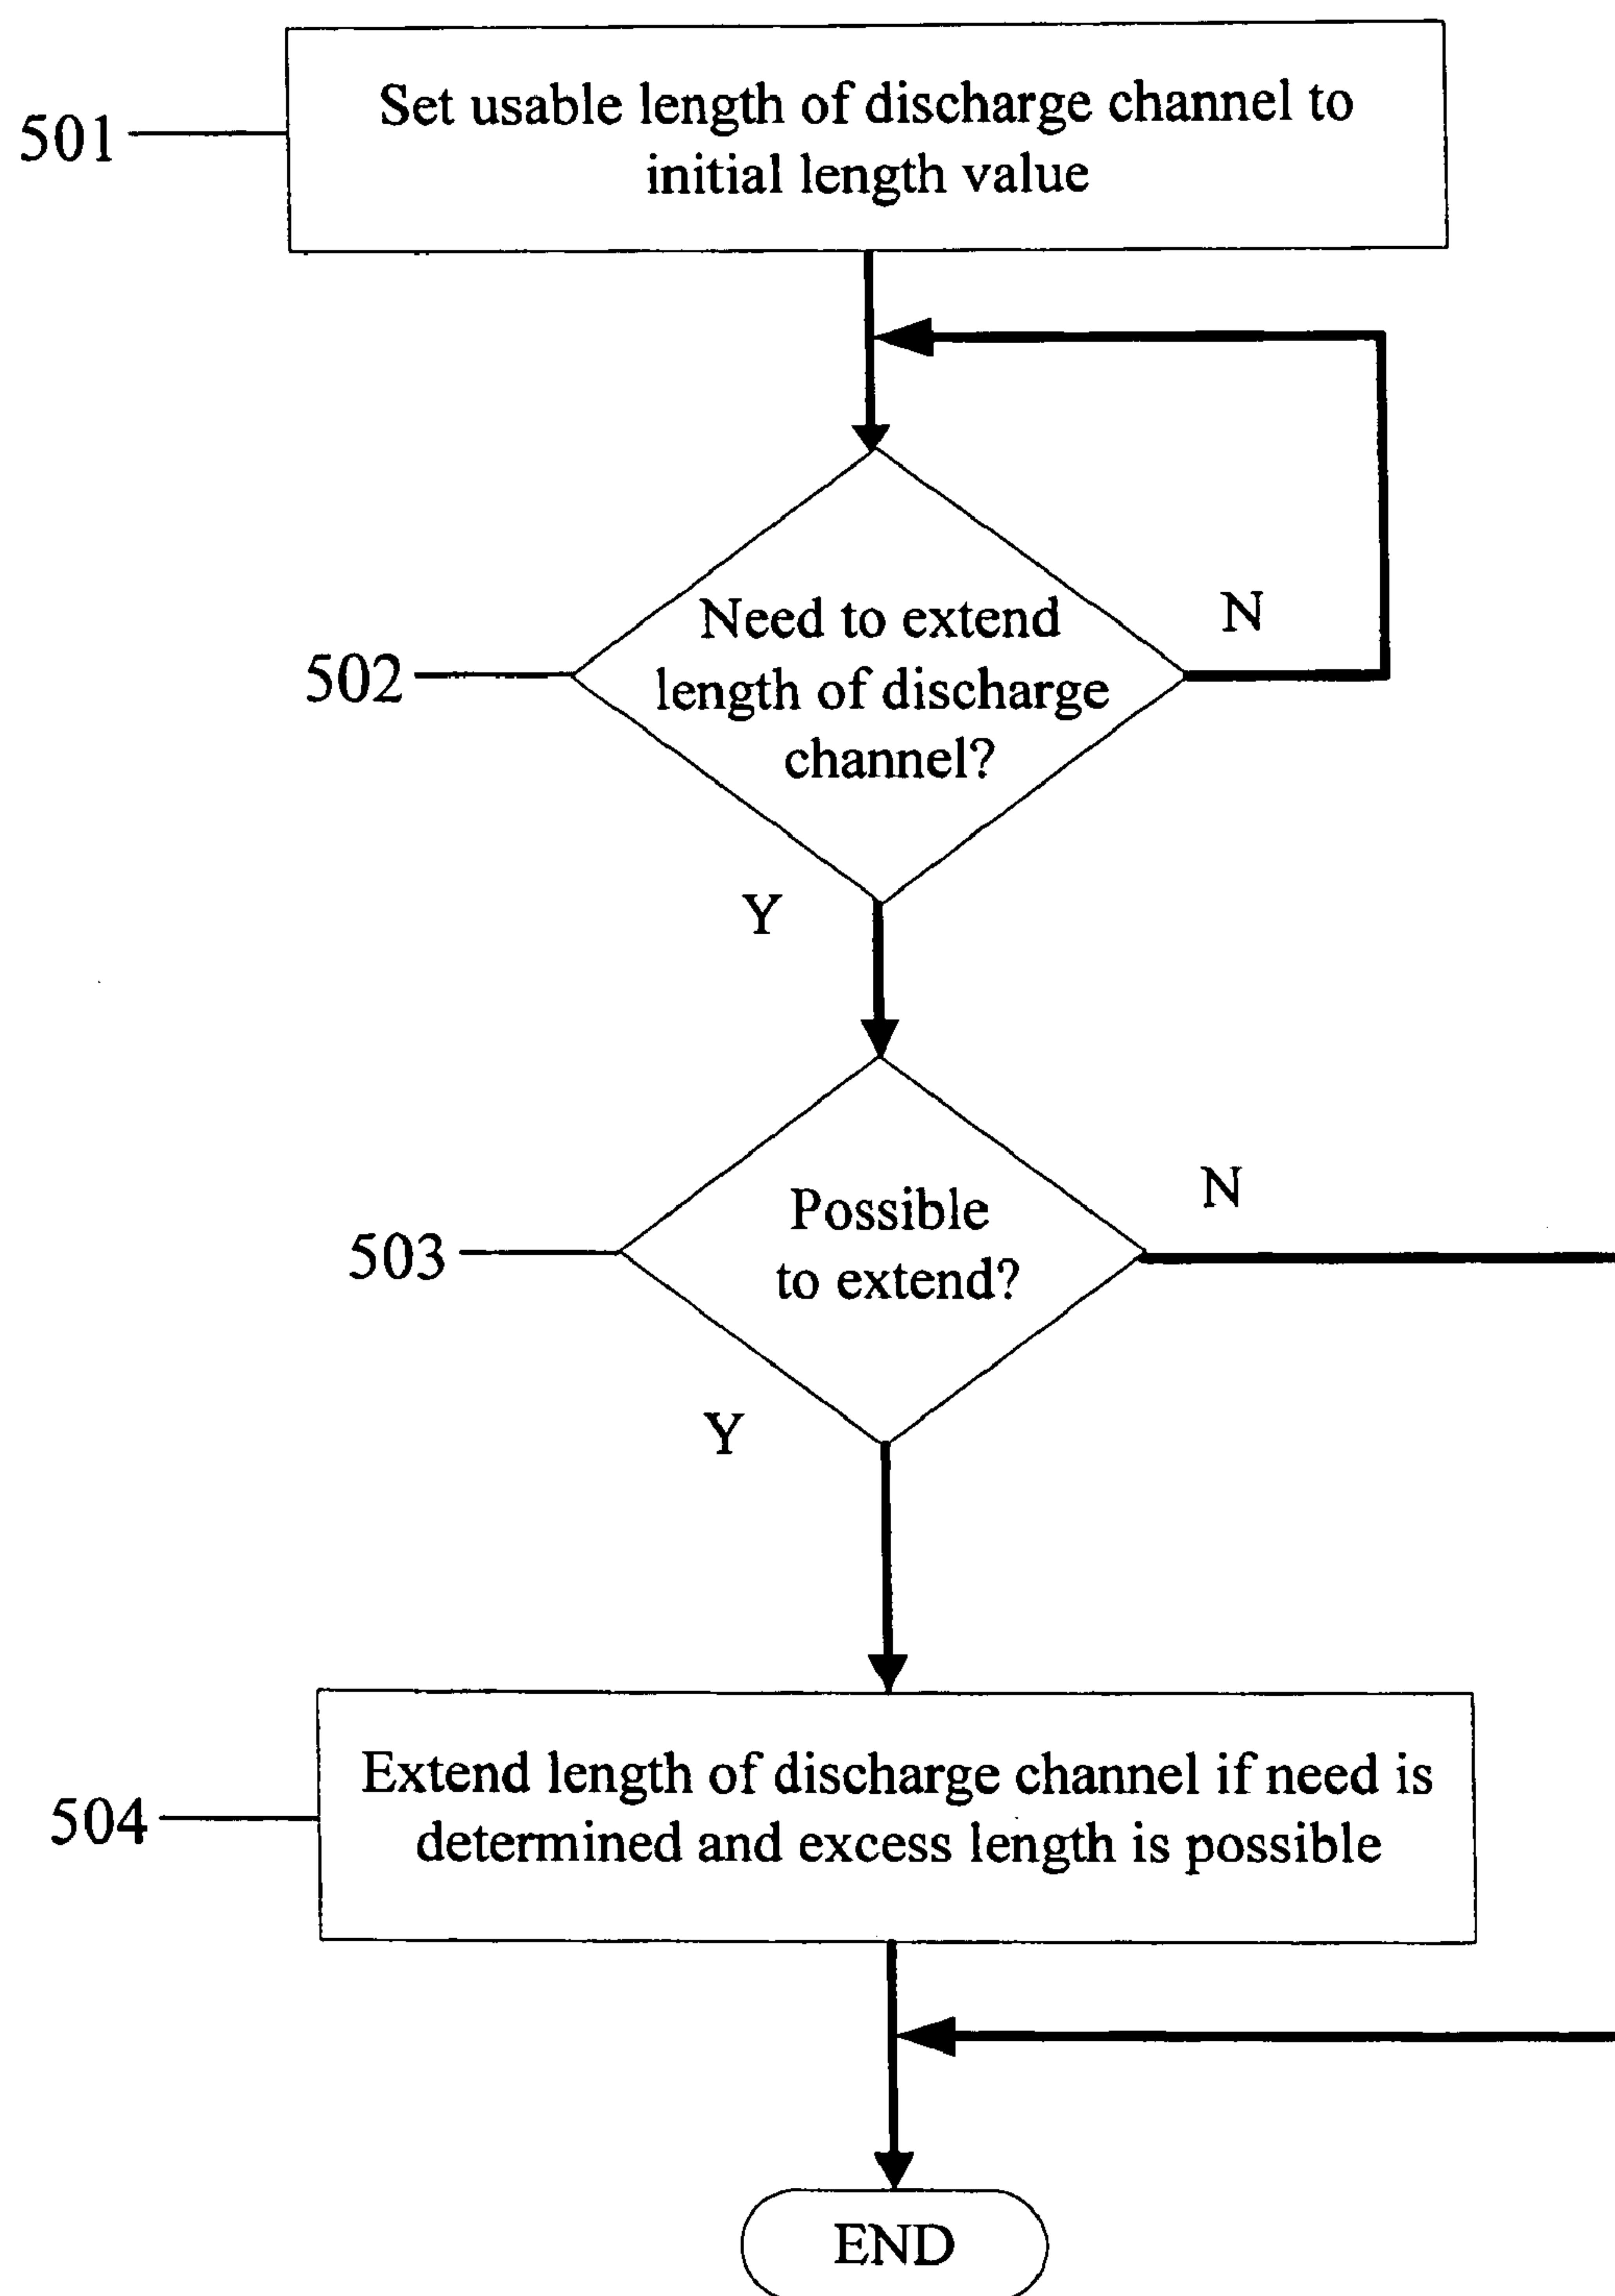 501
Set usable length of discharge channel to
initial length value
502
Need to extend
length of discharge
channel?
N
Y
503
Possible
to extend?
N
Y
504
Extend length of discharge channel if need is
determined and excess length is possible
END